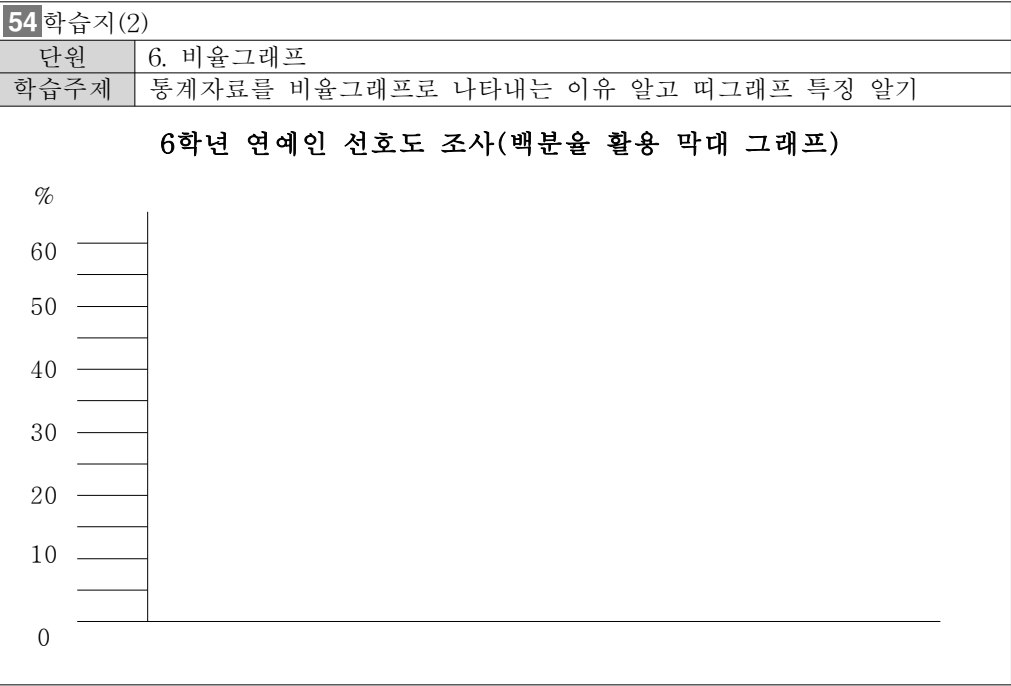 54 학습지(2)
단원 6. 비율그래프
학습주제 통계자료를 비율그래프로 나타내는 이유 알고 띠그래프 특징 알기
6학년 연예인 선호도 조사(백분율 활용 막대 그래프)
%
60
50
40
30
20
10
0